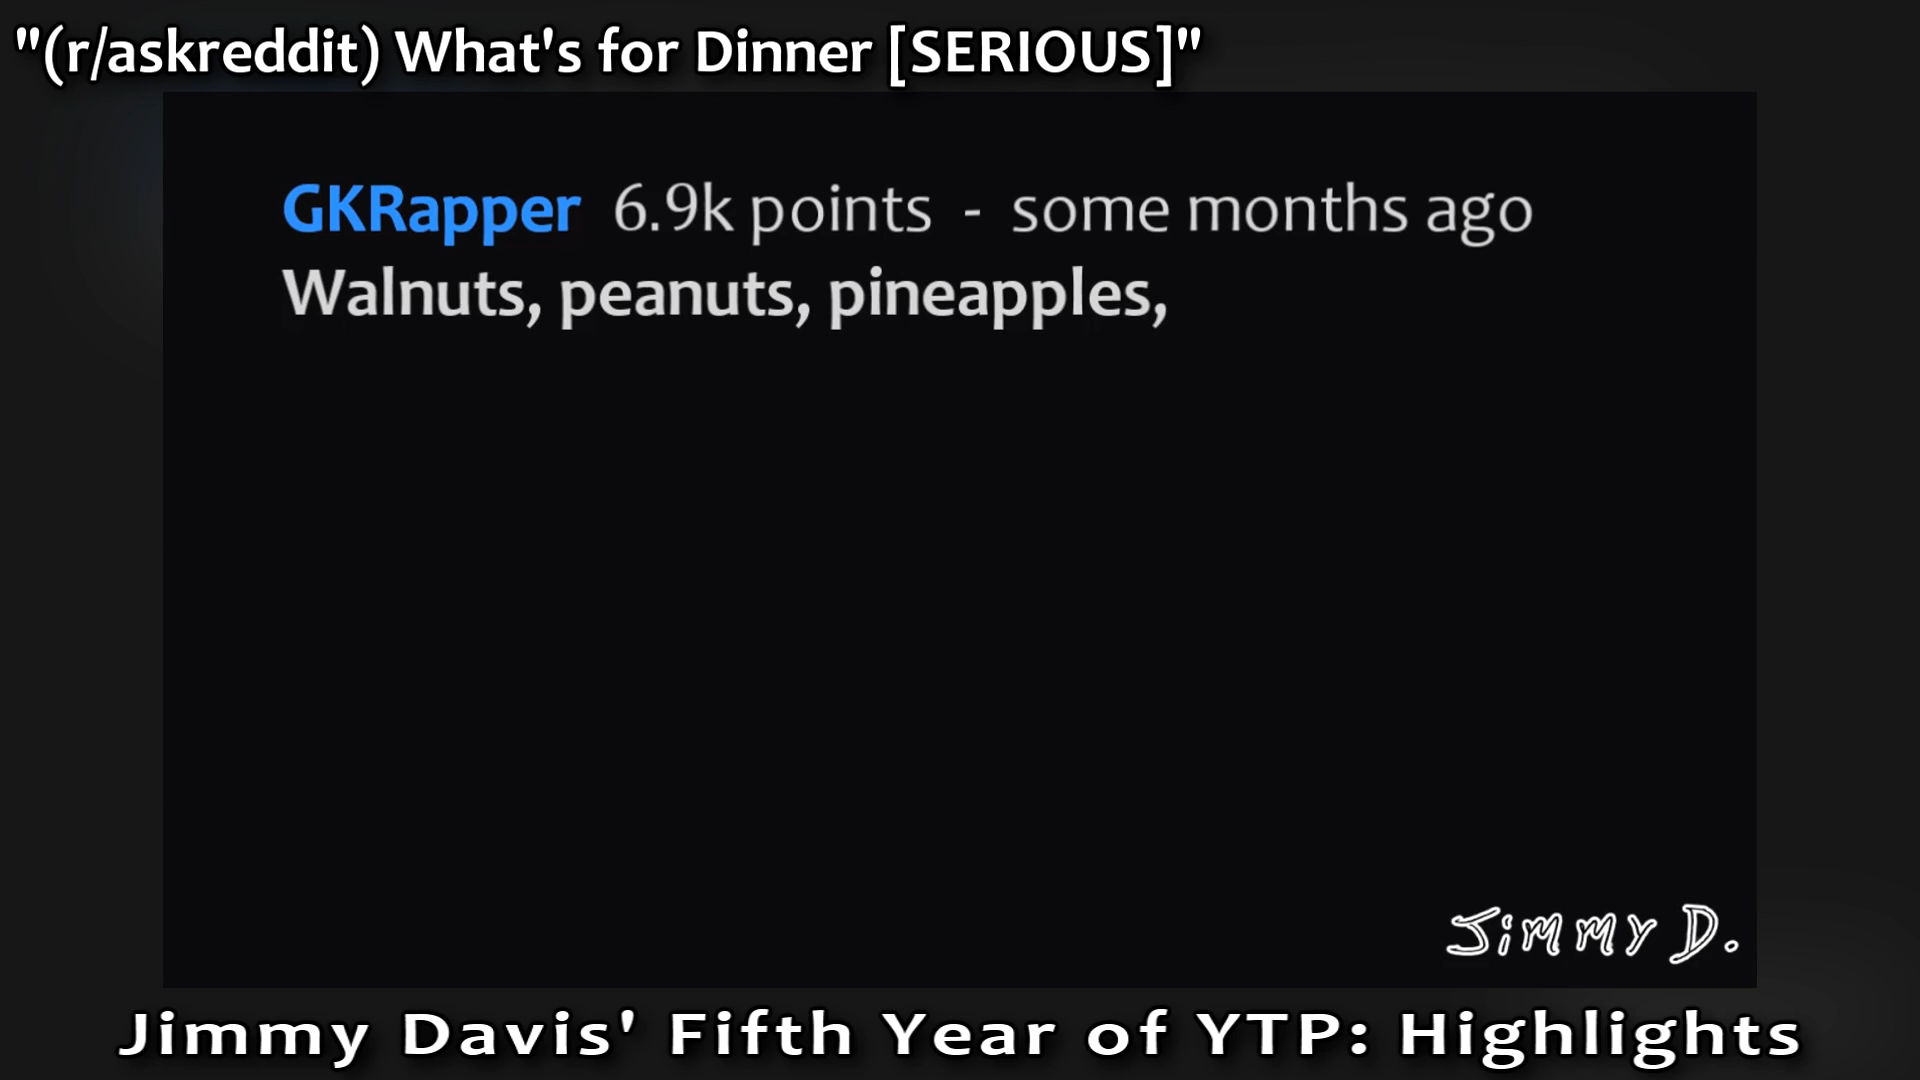 "(r/askreddit) What's for Dinner [SERIOUS]"
GKRapper 6.9k points - some months ago
Walnuts, peanuts, pineapples,
Jimmy D.
Jimmy Davis' Fifth Year of YTP: Highlights